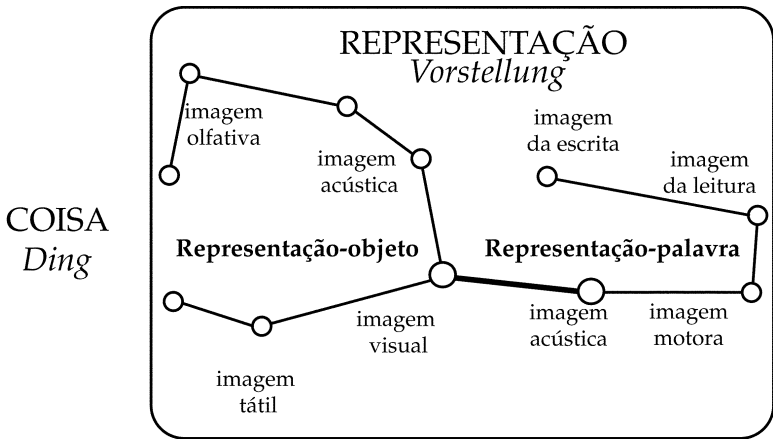 REPRESENTAÇÃO
Vorstellung
imagem
olfativa
imagem
acústica
imagem
da escrita
imagem
da leitura
COISA
Ding
Representação-objeto
Representação-palavra
imagem
visual
imagem
acústica
imagem
motora
imagem
tátil